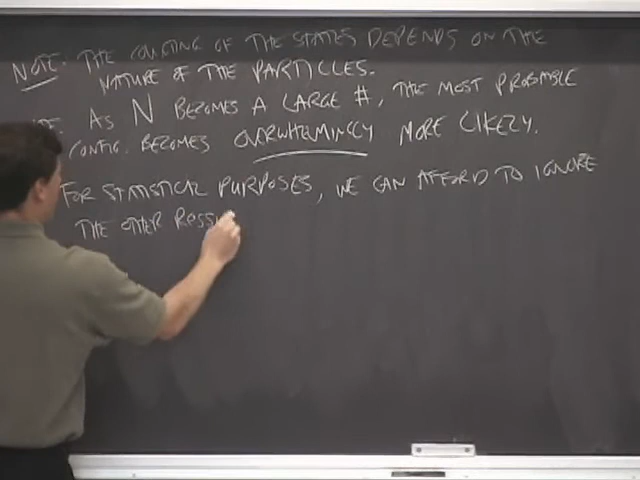 NOTE: THE COUNTING OF THE STATES DEPENDS ON THE
NATURE OF THE PARTICLES.
AS N BECOMES A LARGE #, THE MOST PROBABLE
CONFIG. BECOMES OVERWHELMINGLY MORE LIKELY.
FOR STATISTICAL PURPOSES, WE CAN AFFORD TO IGNORE
THE OTHER POSSI